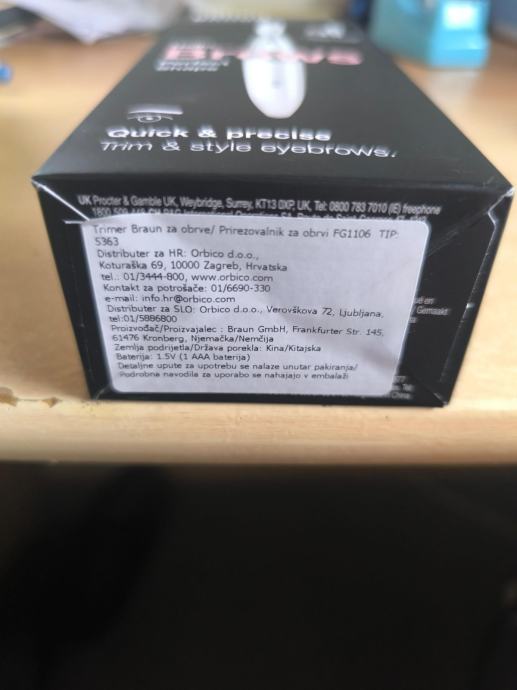 Brows
Quick & precise
Trim & style eyebrows.
UK Procter & Gamble UK, Weybridge, Surrey, KT13 0XP, UK, Tel: 0800 783 7010 (IE) freephone
Trimer Braun za obrve/ Prirezovalnik za obrvi FG1106 TIP:
5363
Distributer za HR: Orbico d.o.o.,
Koturaška 69, 10000 Zagreb, Hrvatska
tel.: 01/3444-800, www.orbico.com
Kontakt za potrošače: 01/6690-330
e-mail: info.hr@orbico.com
Distributer za SLO: Orbico d.o.o., Verovškova 72, Ljubljana,
tel:01/5886800
Proizvođač/Proizvajalec : Braun GmbH, Frankfurter Str. 145,
61476 Kronberg, Njemačka/Nemčija
Zemlja podrijetla/Država porekla: Kina/Kitajska
Baterija: 1.5V (1 AAA baterija)
Detaljne upute za upotrebu se nalaze unutar pakiranja/
Podrobna navodila za uporabo se nahajajo v embalaži